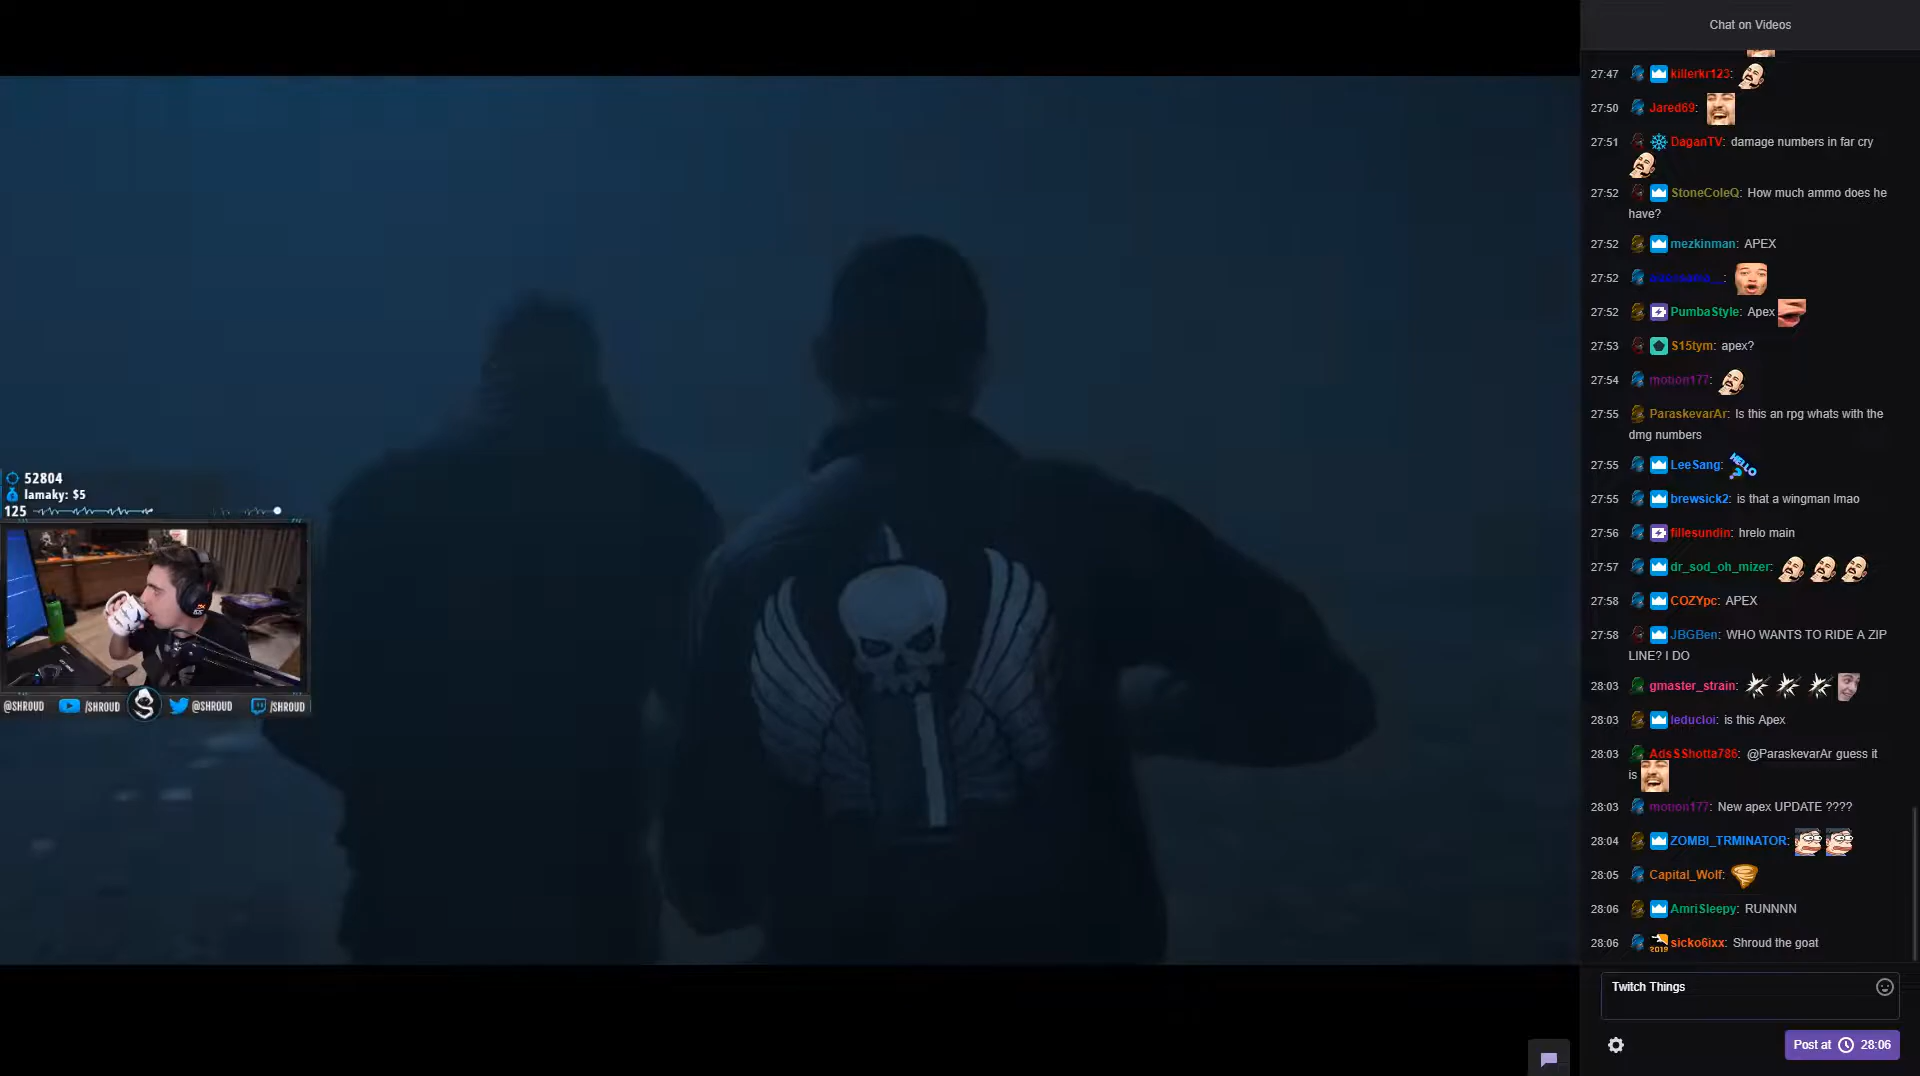 52804
lamaky: $5
125
@SHROUD /SHROUD @SHROUD /SHROUD
Chat on Videos
27:47 killerkr123:
27:50 Jared69:
27:51 DaganTV: damage numbers in far cry
27:52 StoneColeQ: How much ammo does he
have?
27:52 mezkinman: APEX
27:52
27:52 PumbaStyle: Apex
27:53 S15tym: apex?
27:54 motion177:
27:55 ParaskevarAr: Is this an rpg whats with the
dmg numbers
27:55 LeeSang: HELLO
27:55 brewsick2: is that a wingman lmao
27:56 fillesundin: hrelo main
27:57 dr_sod_oh_mizer:
27:58 COZYpc: APEX
27:58 JBGBen: WHO WANTS TO RIDE A ZIP
LINE? I DO
28:03 gmaster_strain:
28:03 leducioi: is this Apex
28:03 AdsSShotta786: @ParaskevarAr guess it
is
28:03 motion177: New apex UPDATE ????
28:04 ZOMBI_TRMINATOR:
28:05 Capital_Wolf:
28:06 AmriSleepy: RUNNNN
28:06 2019 sicko6ixx: Shroud the goat
Twitch Things
Post at 28:06